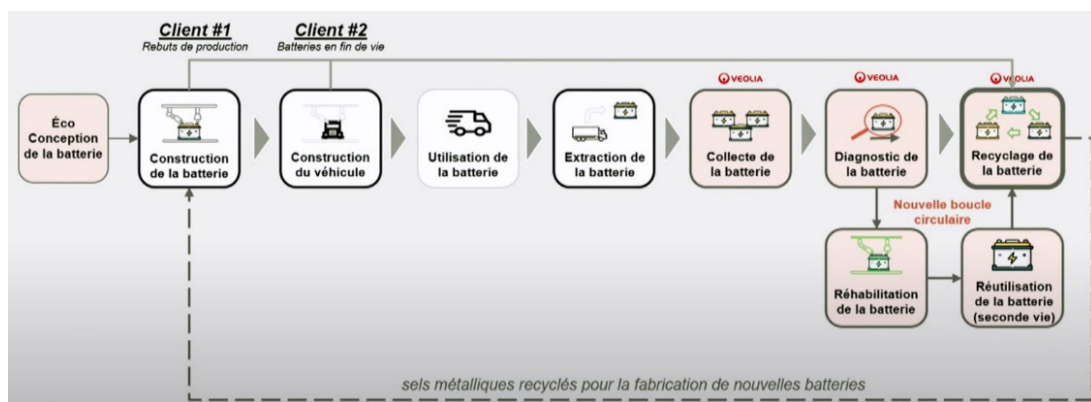 Client #1
Rebuts de production
Client #2
Batteries en fin de vie
VEOLIA
VEOLIA
VEOLIA
Éco
Conception
de la batterie
Construction
de la batterie
Construction
du véhicule
Utilisation de
la batterie
Extraction de
la batterie
Collecte de
la batterie
Diagnostic de
la batterie
Recyclage de
la batterie
Nouvelle boucle
circulaire
Réhabilitation
de la batterie
Réutilisation
de la batterie
(seconde vie)
sels métalliques recyclés pour la fabrication de nouvelles batteries